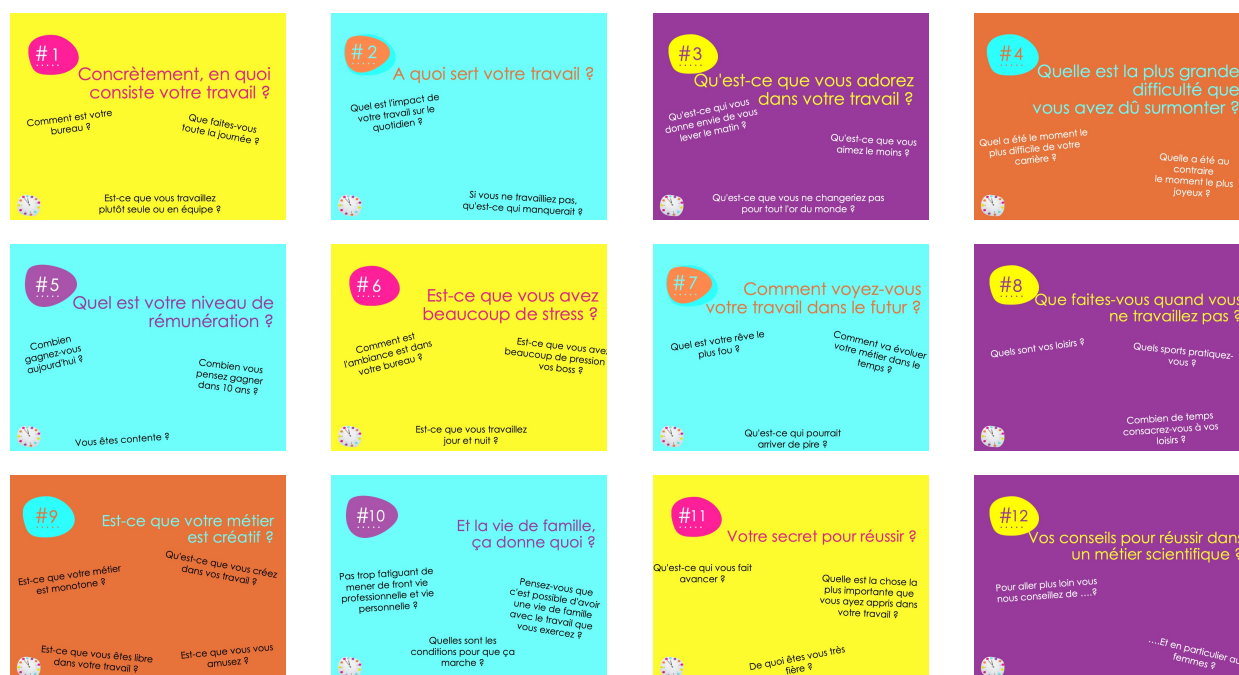 #1
Concrètement, en quoi
consiste votre travail ?
Comment est votre
bureau ?
Que faites-vous
toute la journée ?
Est-ce que vous travaillez
plutôt seule ou en équipe ?
#2
A quoi sert votre travail ?
Quel est l'impact de
votre travail sur le
quotidien ?
Si vous ne travailliez pas,
qu'est-ce qui manquerait ?
#3
Qu'est-ce que vous adorez
dans votre travail ?
Qu'est-ce qui vous
donne envie de vous
lever le matin ?
Qu'est-ce que vous
aimez le moins ?
Qu'est-ce que vous ne changeriez pas
pour tout l'or du monde ?
#4
Quelle est la plus grande
difficulté que
vous avez dû surmonter ?
Quel a été le moment le
plus difficile de votre
carrière ?
Quelle a été au
contraire
le moment le plus
joyeux ?
#5
Quel est votre niveau de
rémunération ?
Combien
gagnez-vous
aujourd'hui ?
Combien vous
pensez gagner
dans 10 ans ?
Vous êtes contente ?
#6
Est-ce que vous avez
beaucoup de stress ?
Comment est
l'ambiance est dans
votre bureau ?
Est-ce que vous ave
beaucoup de pression
vos boss ?
Est-ce que vous travaillez
jour et nuit ?
#7
Comment voyez-vous
votre travail dans le futur ?
Quel est votre rêve le
plus fou ?
Comment va évoluer
votre métier dans le
temps ?
Qu'est-ce qui pourrait
arriver de pire ?
#8
Que faites-vous quand vous
ne travaillez pas ?
Quels sont vos loisirs ?
Quels sports pratiquez-
vous ?
Combien de temps
consacrez-vous à vos
loisirs ?
#9
Est-ce que votre métier
est créatif ?
Est-ce que votre métier
est monotone ?
Qu'est-ce que vous créez
dans vos travail ?
Est-ce que vous êtes libre
dans votre travail ?
Est-ce que vous vous
amusez ?
#10
Et la vie de famille,
ça donne quoi ?
Pas trop fatiguant de
mener de front vie
professionnelle et vie
personnelle ?
Pensez-vous que
c'est possible d'avoir
une vie de famille
avec le travail que
vous exercez ?
Quelles sont les
conditions pour que ça
marche ?
#11
Votre secret pour réussir ?
Qu'est-ce qui vous fait
avancer ?
Quelle est la chose la
plus importante que
vous ayez appris dans
votre travail ?
De quoi êtes vous très
fière ?
#12
Vos conseils pour réussir dans
un métier scientifique ?
Pour aller plus loin vous
nous conseillez de ....?
....Et en particulier au
femmes ?